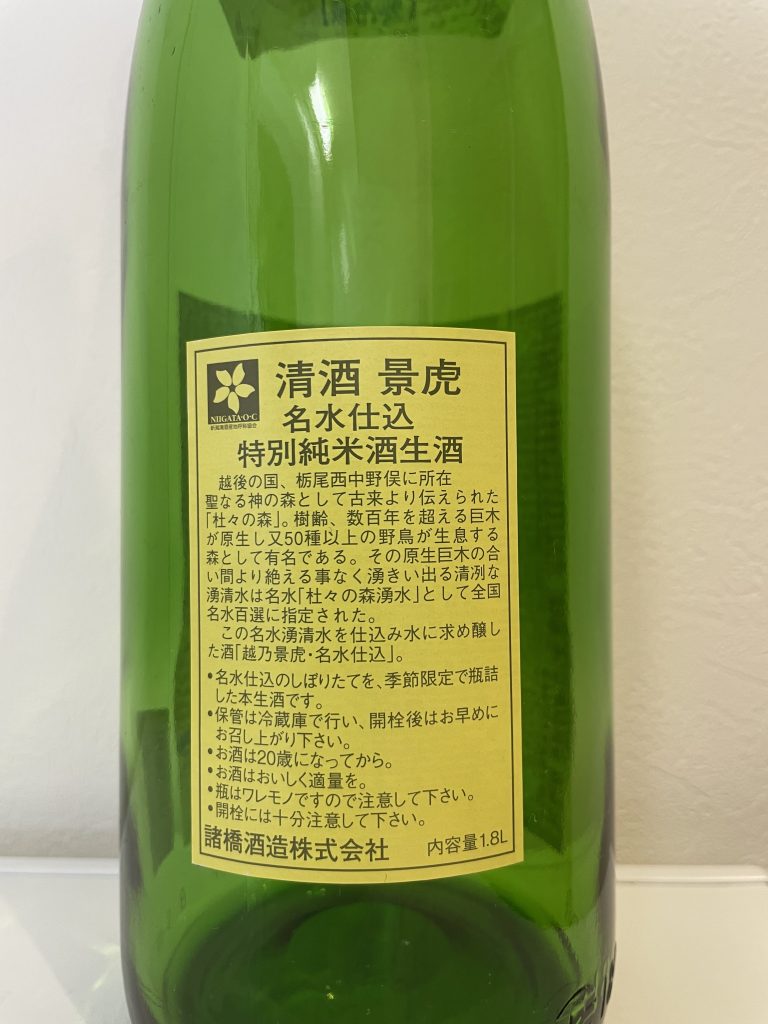 清酒 景虎
NIIGATA・O・C
新潟清酒産地呼称協会
名水仕込
特別純米酒生酒
越後の国、栃尾西中野俣に所在
聖なる神の森として古来より伝えられた
「杜々の森」。樹齢、数百年を超える巨木
が原生し又50種以上の野鳥が生息する
森として有名である。その原生巨木の合
い間より絶える事なく湧きい出る清冽な
湧清水は名水「杜々の森湧水」として全国
名水百選に指定された。
この名水湧清水を仕込み水に求め醸し
た酒「越乃景虎・名水仕込」。
•名水仕込のしぼりたてを、季節限定で瓶詰
した本生酒です。
•保管は冷蔵庫で行い、開栓後はお早めに
お召し上がり下さい。
•お酒は20歳になってから。
•お酒はおいしく適量を。
•瓶はワレモノですので注意して下さい。
•開栓には十分注意して下さい。
諸橋酒造株式会社 内容量1.8L